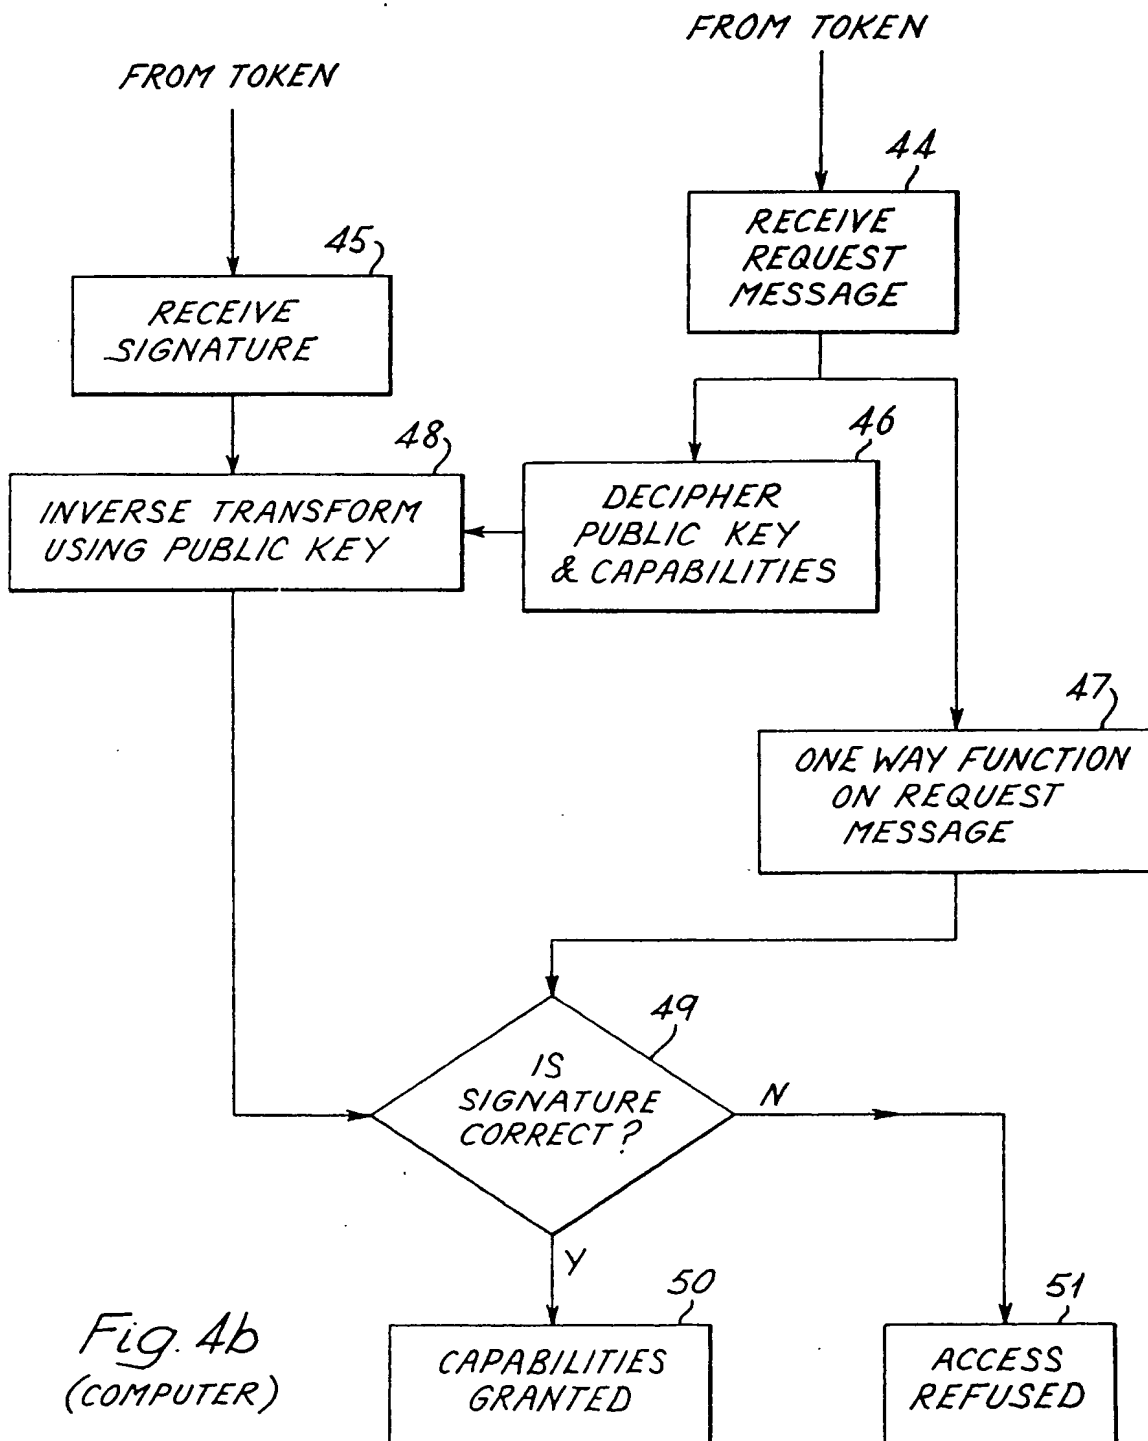 FROM TOKEN
FROM TOKEN
44
RECEIVE
REQUEST
MESSAGE
45
RECEIVE
SIGNATURE
46
DECIPHER
PUBLIC KEY
& CAPABILITIES
48
INVERSE TRANSFORM
USING PUBLIC KEY
47
ONE WAY FUNCTION
ON REQUEST
MESSAGE
49
IS
SIGNATURE
CORRECT?
N
Y
50
CAPABILITIES
GRANTED
51
ACCESS
REFUSED
Fig. 4b
(COMPUTER)